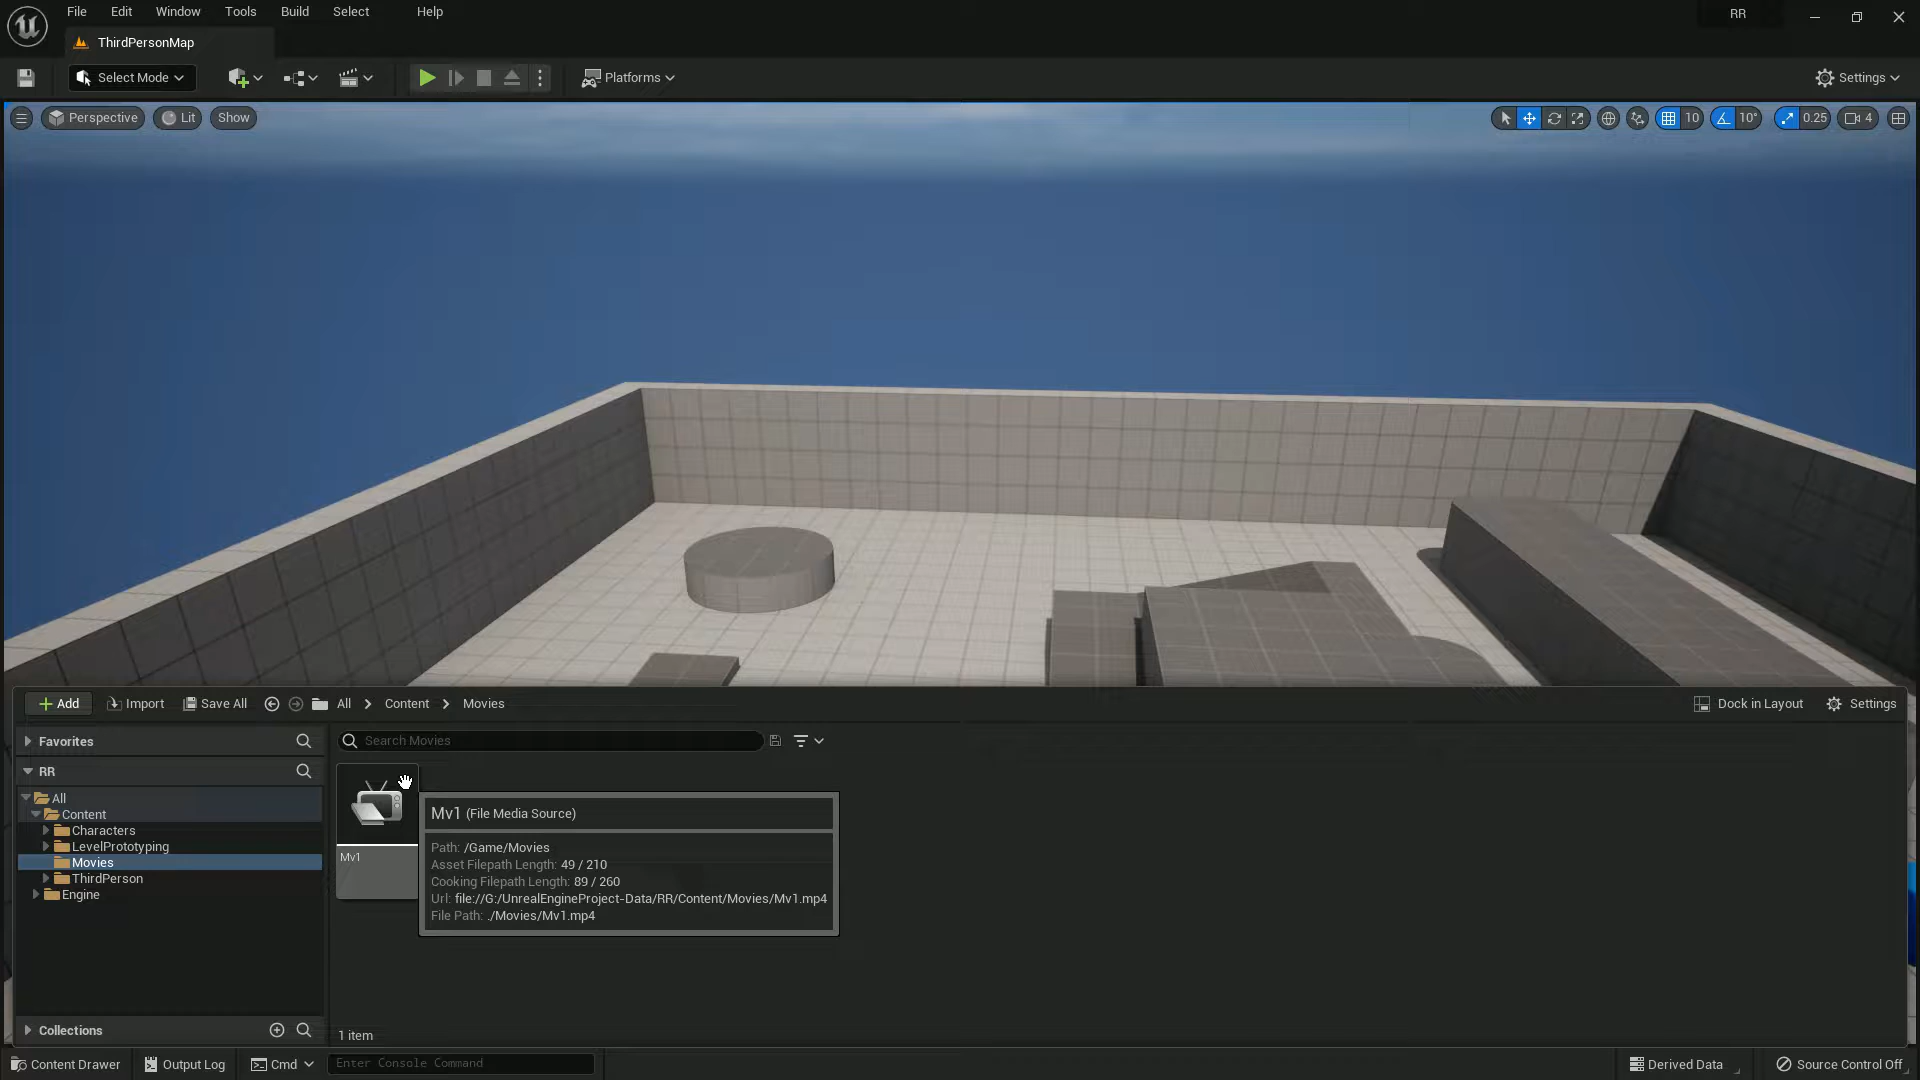 File Edit Window Tools Build Select Help
RR
ThirdPersonMap
Select Mode
Platforms
Settings
Perspective
Lit
Show
10
10°
0.25
4
Add
Import
Save All
All
Content
Movies
Dock in Layout
Settings
Favorites
Search Movies
RR
All
Content
Characters
LevelPrototyping
Movies
ThirdPerson
Engine
Mv1
Mv1 (File Media Source)
Path: /Game/Movies
Asset Filepath Length: 49 / 210
Cooking Filepath Length: 89 / 260
Url: file://G:/UnrealEngineProject-Data/RR/Content/Movies/Mv1.mp4
File Path: ./Movies/Mv1.mp4
Collections
1 item
Content Drawer
Output Log
Cmd
Enter Console Command
Derived Data
Source Control Off